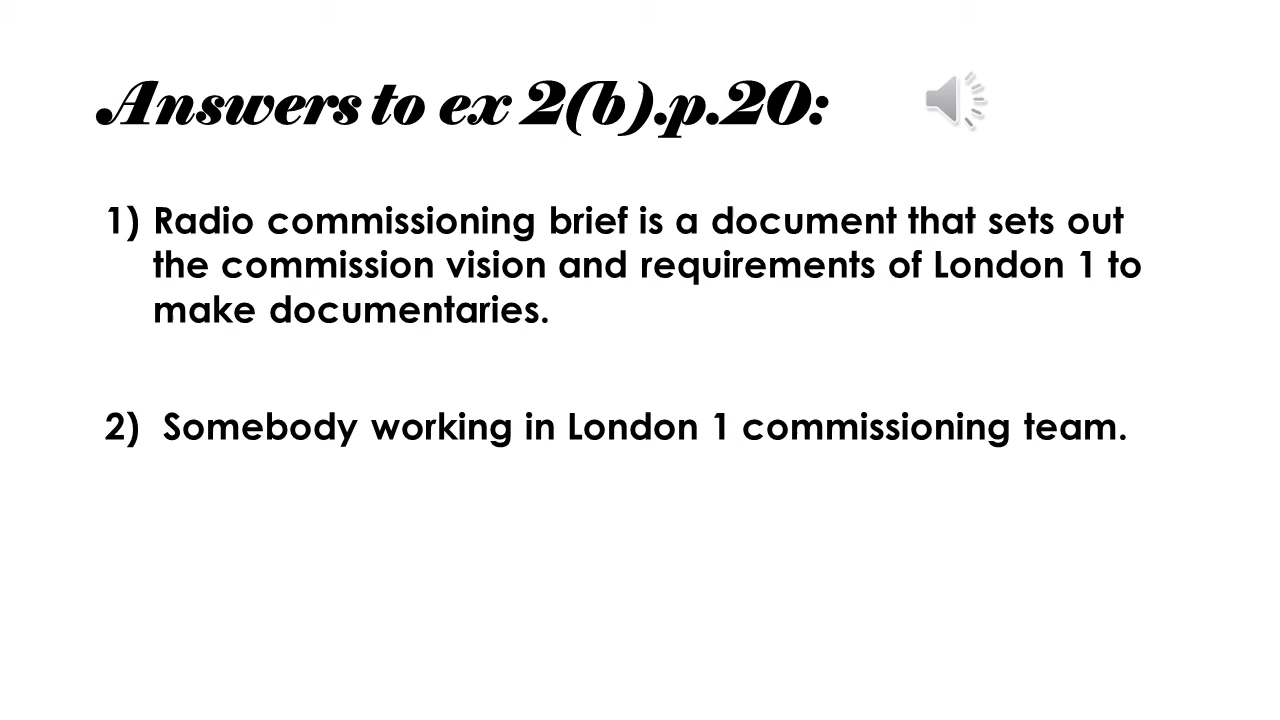 Answers to ex 2(b).p.20:
1) Radio commissioning brief is a document that sets out
the commission vision and requirements of London 1 to
make documentaries.
2) Somebody working in London 1 commissioning team.